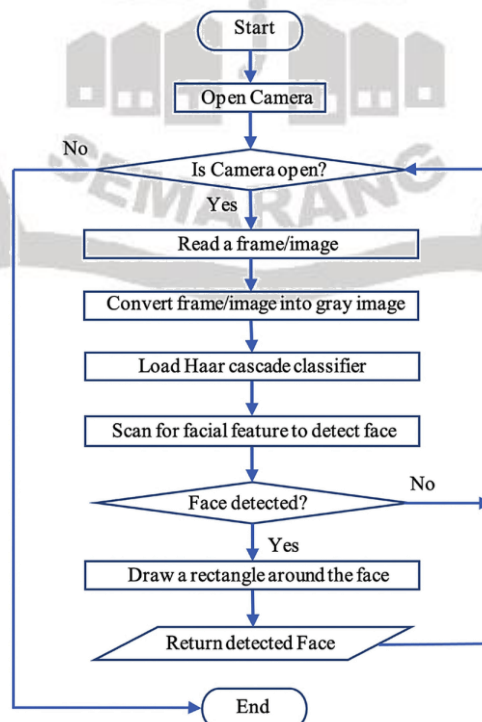 Start
Open Camera
No
Is Camera open?
SEMARANG
Yes
Read a frame/image
Convert frame/image into gray image
Load Haar cascade classifier
Scan for facial feature to detect face
No
Face detected?
Yes
Draw a rectangle around the face
Return detected Face
End